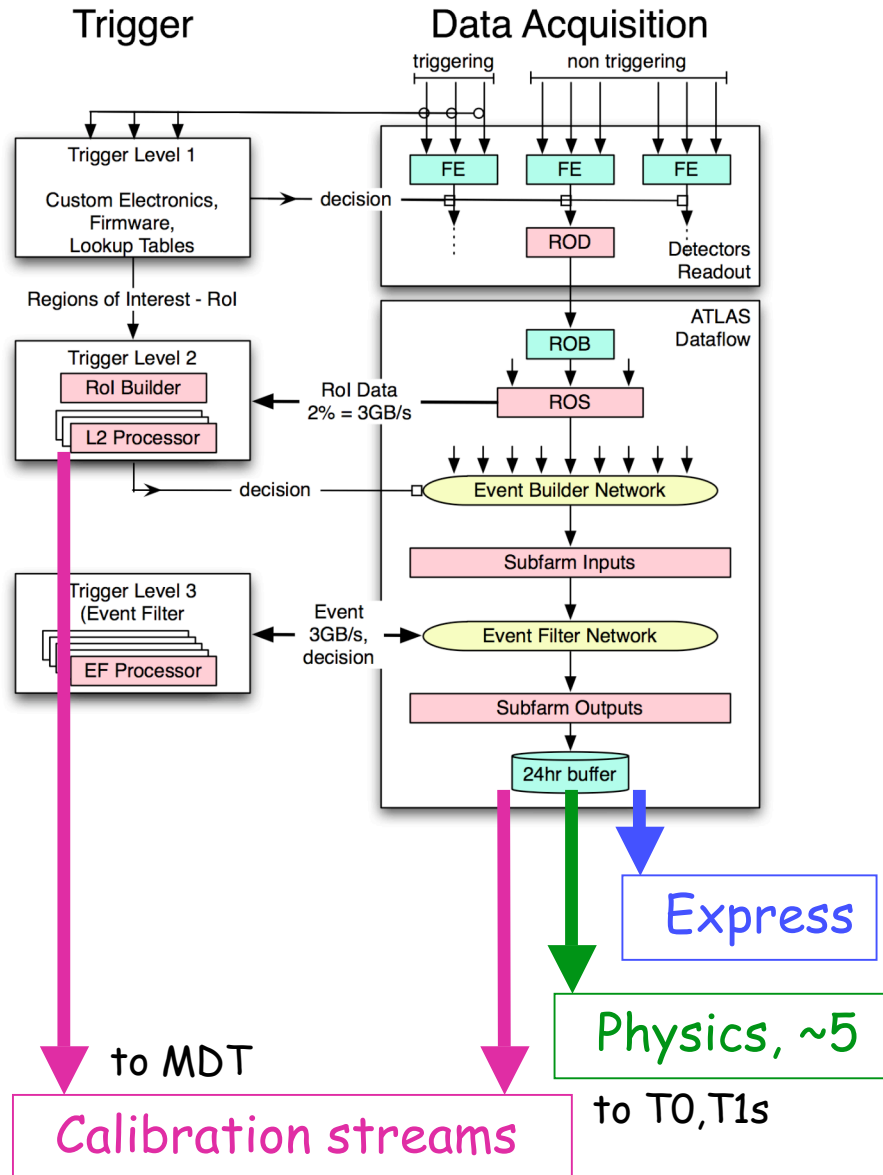 Trigger
Data Acquisition
triggering
non triggering
Trigger Level 1
Custom Electronics,
Firmware,
Lookup Tables
FE
FE
FE
decision
ROD
Detectors
Readout
Regions of Interest - RoI
ATLAS
Dataflow
Trigger Level 2
RoI Builder
L2 Processor
RoI Data
2% = 3GB/s
ROB
ROS
decision
Event Builder Network
Subfarm Inputs
Trigger Level 3
(Event Filter
EF Processor
Event
3GB/s,
decision
Event Filter Network
Subfarm Outputs
24hr buffer
Express
Physics, ~5
to MDT
to T0,T1s
Calibration streams